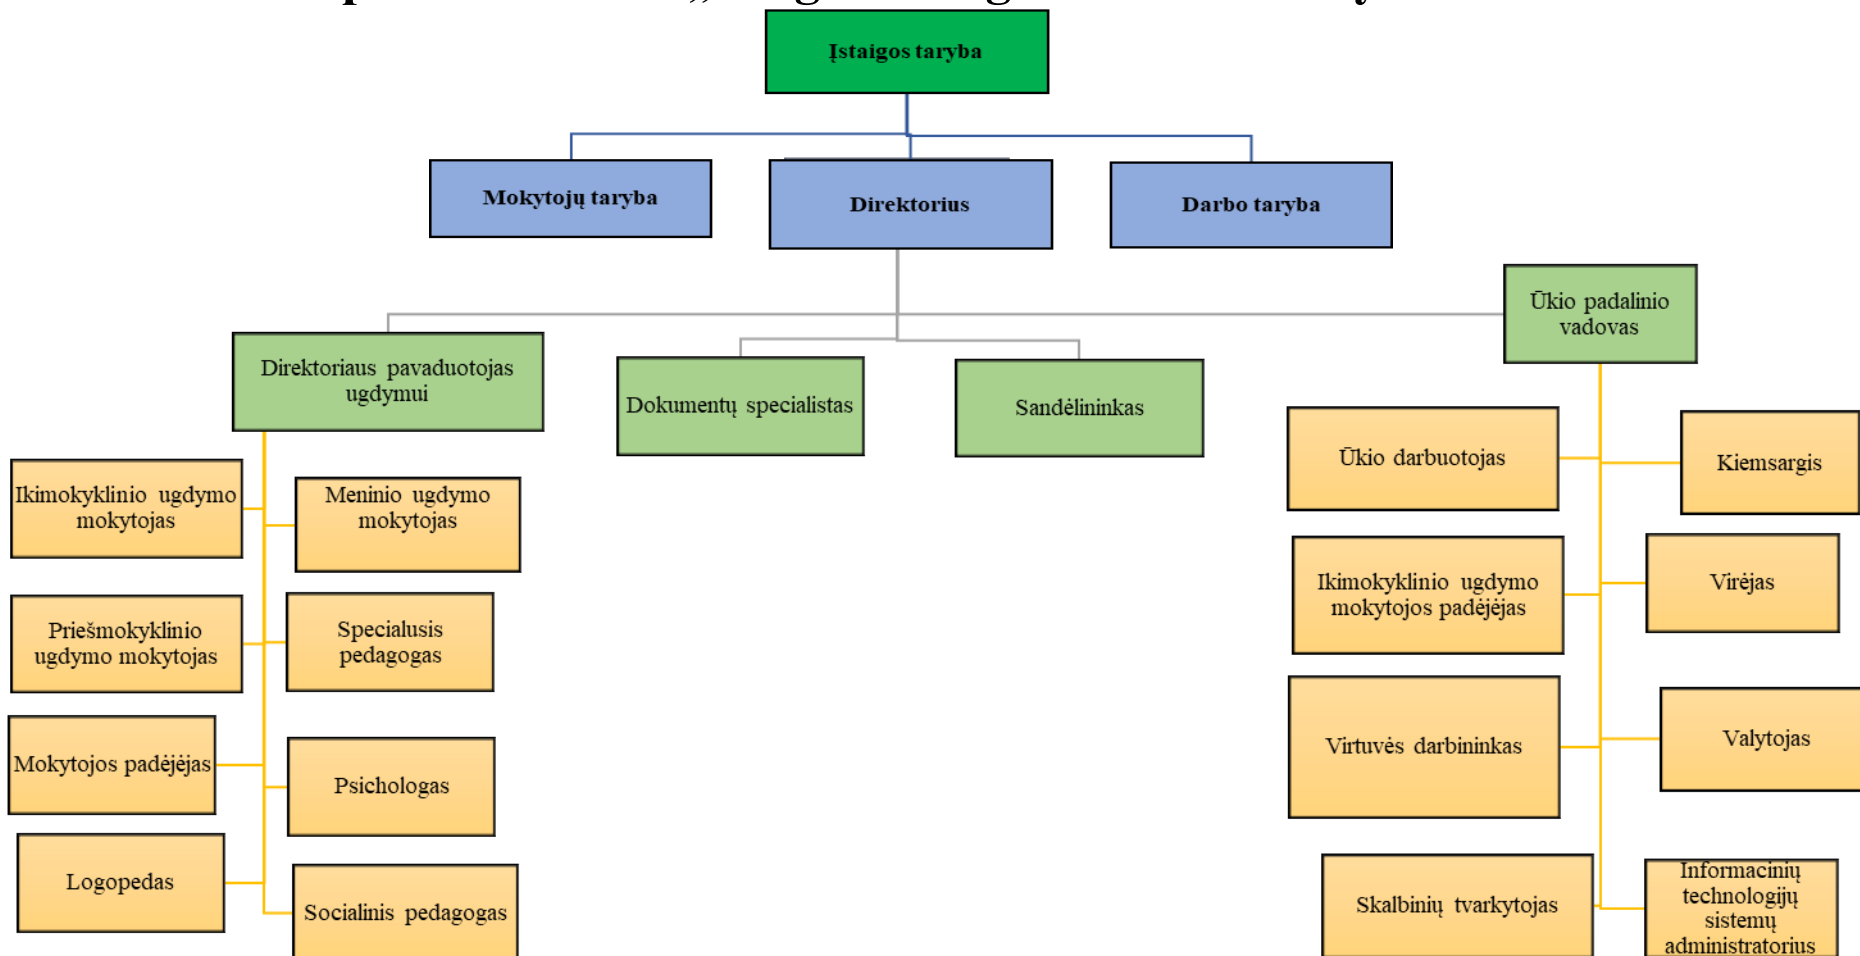 Įstaigos taryba
Mokytojų taryba
Direktorius
Darbo taryba
Ūkio padalinio
vadovas
Direktoriaus pavaduotojas
ugdymui
Dokumentų specialistas
Sandėlininkas
Ikimokyklinio ugdymo
mokytojas
Meninio ugdymo
mokytojas
Priešmokyklinio
ugdymo mokytojas
Specialusis
pedagogas
Mokytojos padėjėjas
Psichologas
Logopedas
Socialinis pedagogas
Ūkio darbuotojas
Kiemsargis
Ikimokyklinio ugdymo
mokytojos padėjėjas
Virėjas
Virtuvės darbininkas
Valytojas
Skalbinių tvarkytojas
Informacinių
technologijų
sistemų
administratorius